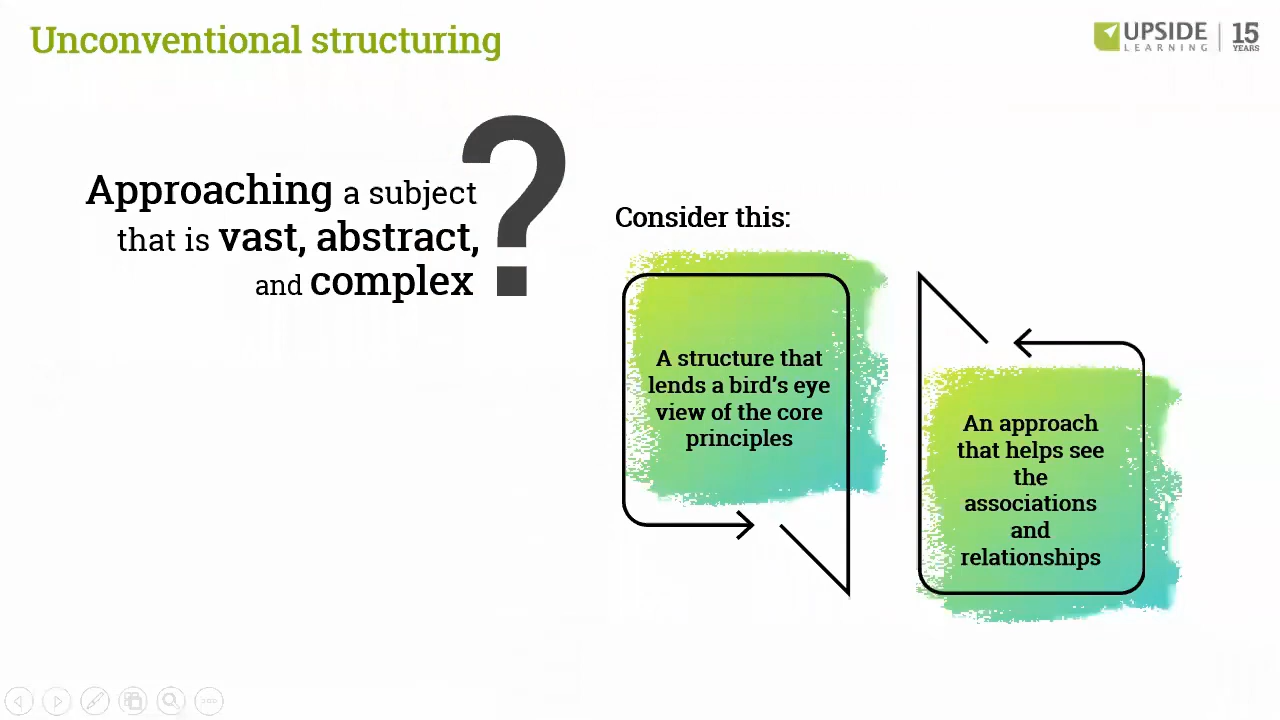 Unconventional structuring
UPSIDE
LEARNING
15
YEARS
Approaching a subject
that is vast, abstract,
and complex
?
Consider this:
A structure that
lends a bird’s eye
view of the core
principles
An approach
that helps see
the
associations
and
relationships